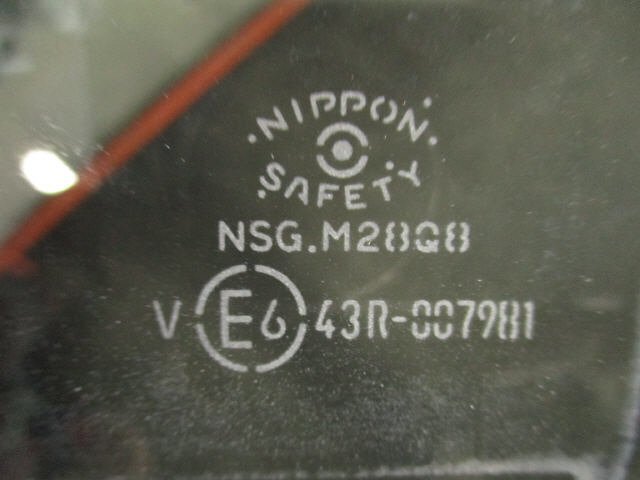 NIPPON
SAFETY
NSG.M28Q8
V E6 43R-007981